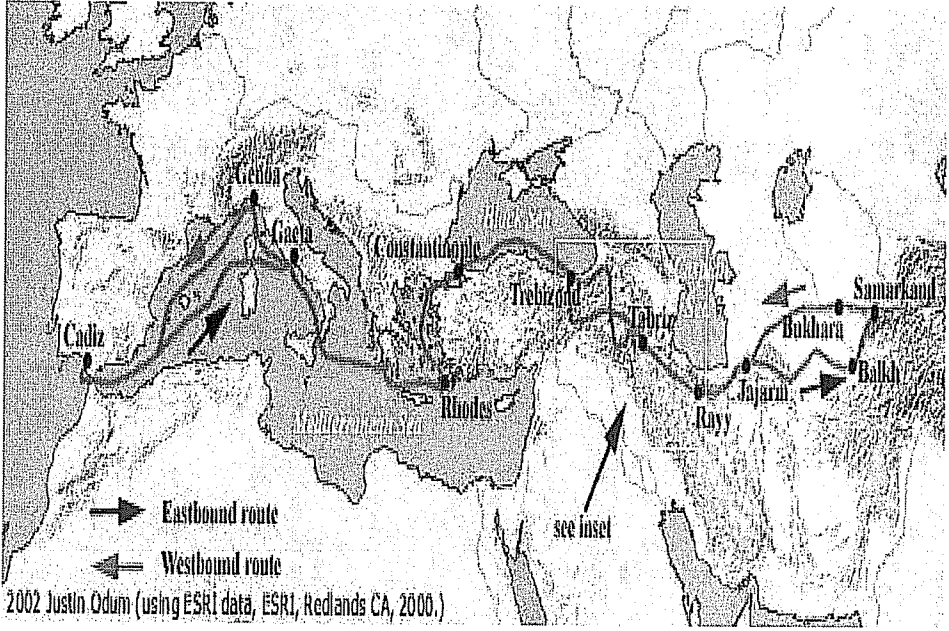 Genoa
Gaeta
Black Sea
Constantinople
Trebizond
Samarkand
Bukhara
Tabriz
Cadiz
Balkh
Jajarm
Rayy
Rhodes
Mediterranean Sea
Eastbound route
see inset
Westbound route
2002 Justin Odum (using ESRI data, ESRI, Redlands CA, 2000.)